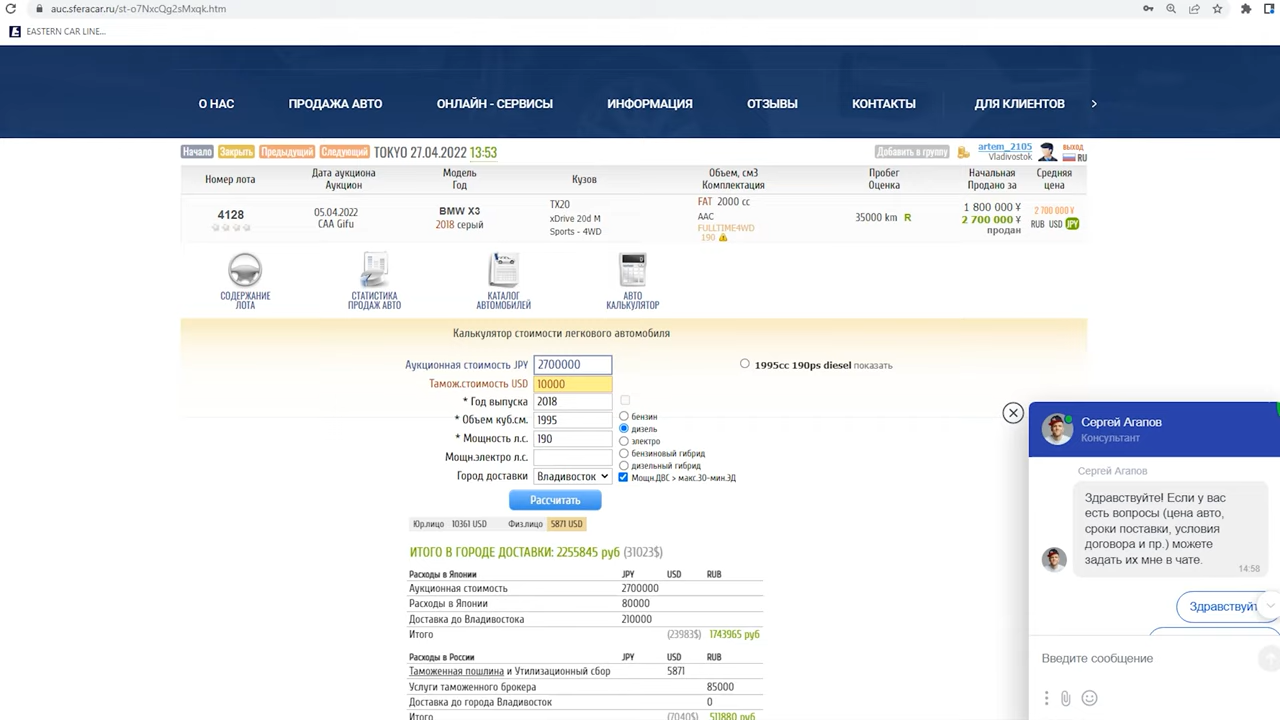 auc.sferacar.ru/st-o7NxcQg2sMxqk.htm
EASTERN CAR LINE...
О НАС ПРОДАЖА АВТО ОНЛАЙН - СЕРВИСЫ ИНФОРМАЦИЯ ОТЗЫВЫ КОНТАКТЫ ДЛЯ КЛИЕНТОВ
Начало Закрыть Предыдущий Следующий TOKYO 27.04.2022 13:53 Добавить в группу artem_2105 ВЫХОД
Vladivostok RU
Номер лота Дата аукциона Модель Кузов Объем, см3 Пробег Начальная Средняя
Аукцион Год Комплектация Оценка Продано за цена
4128 05.04.2022 BMW X3 TX20 FAT 2000 cc 35000 km R 1 800 000 ¥ 2 700 000 ¥
CAA Gifu 2018 серый xDrive 20d M AAC 2 700 000 ¥ RUB USD JPY
Sports - 4WD FULLTIME4WD продан
190
СОДЕРЖАНИЕ СТАТИСТИКА КАТАЛОГ АВТО
ЛОТА ПРОДАЖ АВТО АВТОМОБИЛЕЙ КАЛЬКУЛЯТОР
Калькулятор стоимости легкового автомобиля
Аукционная стоимость JPY 2700000 1995cc 190ps diesel показать
Тамож.стоимость USD 10000
* Год выпуска 2018
* Объем куб.см. 1995 бензин
дизель
* Мощность л.с. 190 электро
Мощн.электро л.с. бензиновый гибрид
дизельный гибрид
Город доставки Владивосток Мощн.ДВС > макс.30-мин.ЭД
Рассчитать
Юр.лицо 10361 USD Физ.лицо 5871 USD
ИТОГО В ГОРОДЕ ДОСТАВКИ: 2255845 руб (31023$)
Расходы в Японии JPY USD RUB
Аукционная стоимость 2700000
Расходы в Японии 80000
Доставка до Владивостока 210000
Итого (23983$) 1743965 руб
Расходы в России JPY USD RUB
Таможенная пошлина и Утилизационный сбор 5871
Услуги таможенного брокера 85000
Доставка до города Владивосток 0
Итого (7040$) 511880 руб
Сергей Агапов
Консультант
Сергей Агапов
Здравствуйте! Если у вас
есть вопросы (цена авто,
сроки поставки, условия
договора и пр.) можете
задать их мне в чате.
14:58
Здравствуйт
Введите сообщение